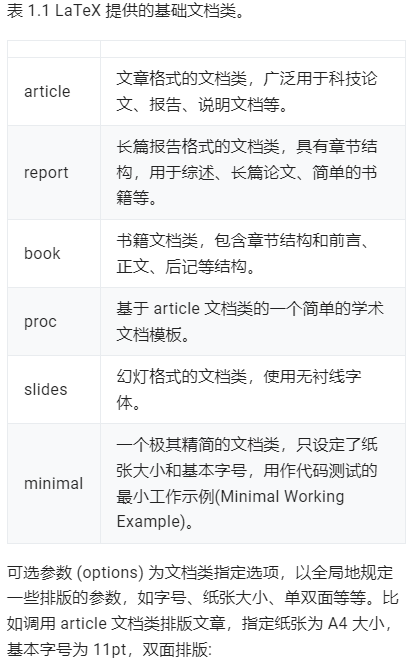 表 1.1 LaTeX 提供的基础文档类。
article
文章格式的文档类，广泛用于科技论
文、报告、说明文档等。
report
长篇报告格式的文档类，具有章节结
构，用于综述、长篇论文、简单的书
籍等。
book
书籍文档类，包含章节结构和前言、
正文、后记等结构。
proc
基于 article 文档类的一个简单的学术
文档模板。
slides
幻灯格式的文档类，使用无衬线字
体。
minimal
一个极其精简的文档类，只设定了纸
张大小和基本字号，用作代码测试的
最小工作示例(Minimal Working
Example)。
可选参数 (options) 为文档类指定选项，以全局地规定
一些排版的参数，如字号、纸张大小、单双面等等。比
如调用 article 文档类排版文章，指定纸张为 A4 大小，
基本字号为 11pt，双面排版: